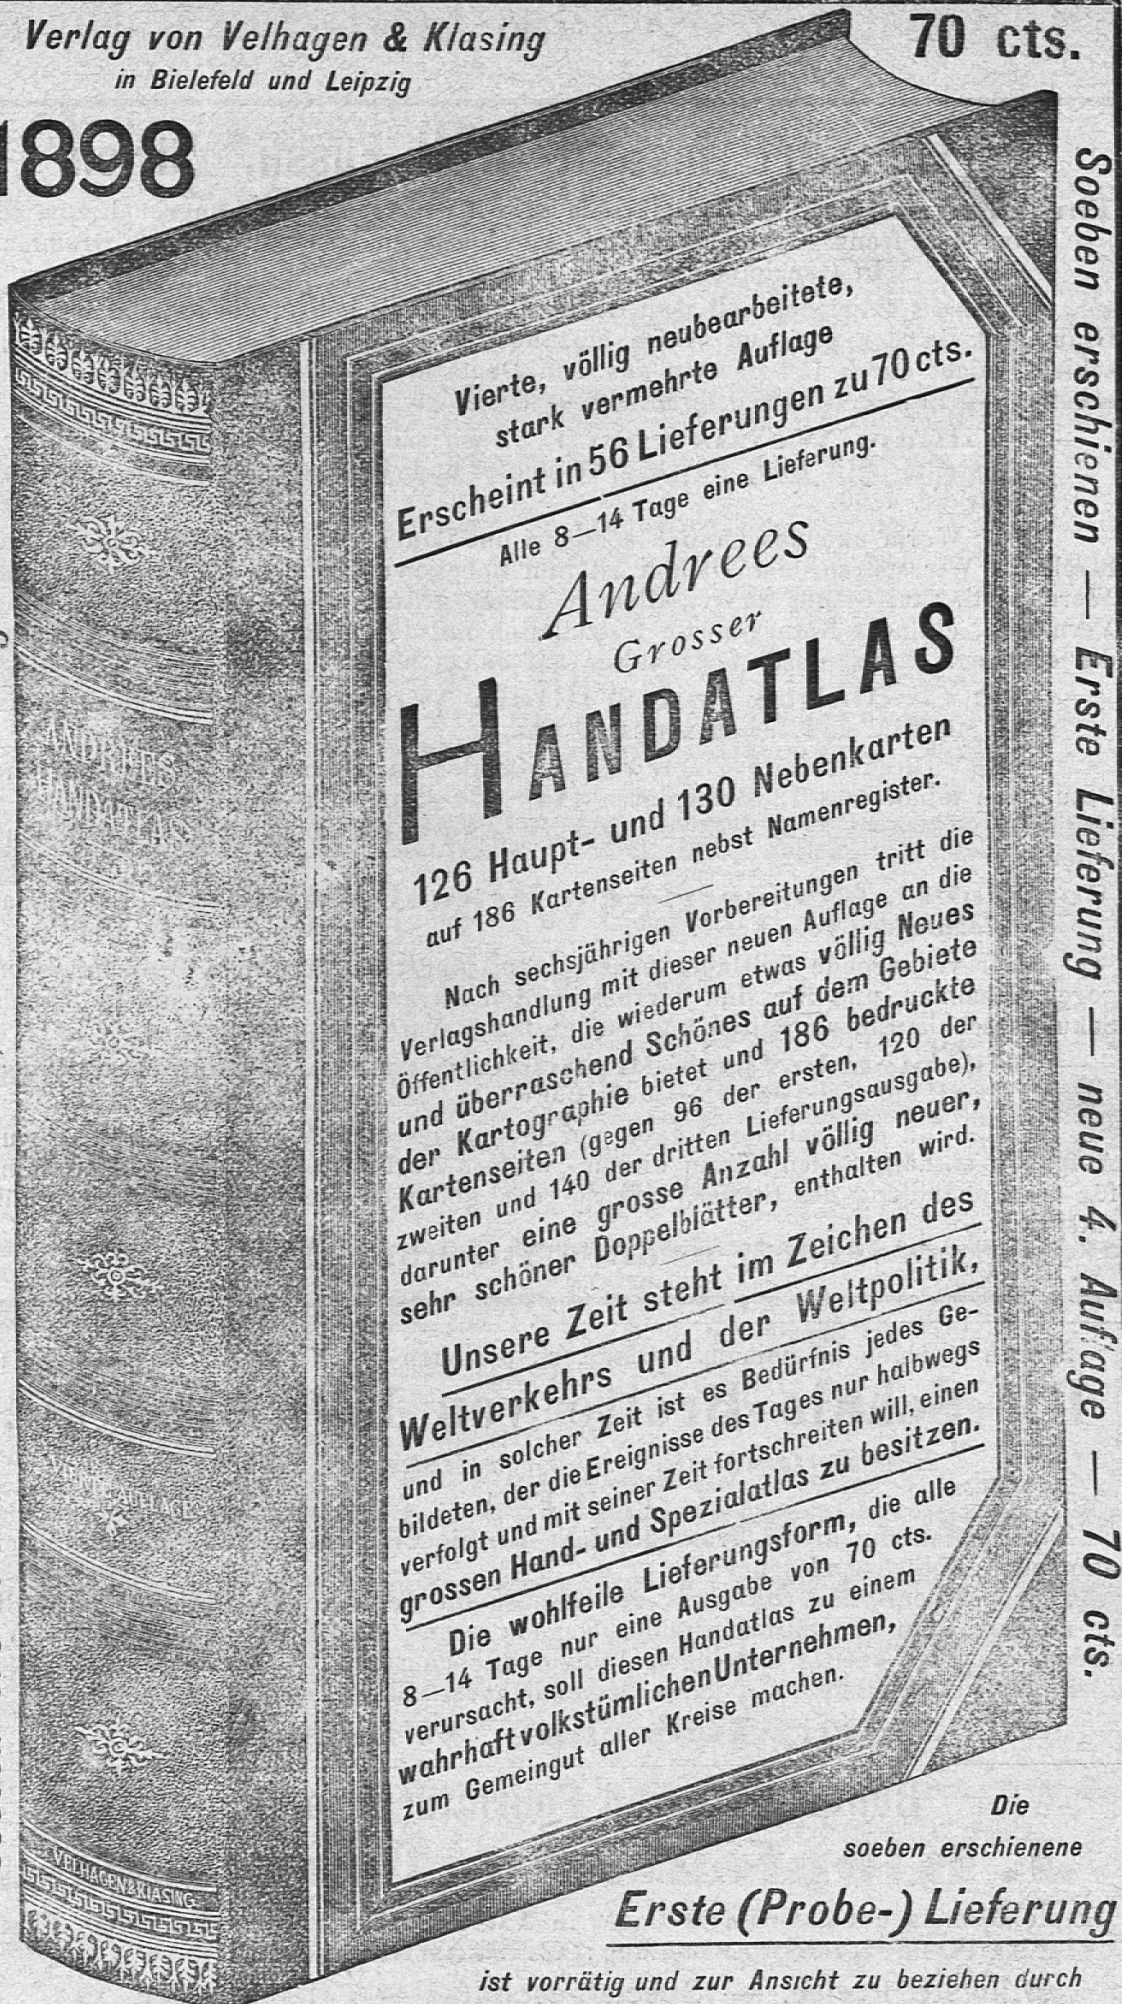 Verlag von Velhagen & Klasing
in Bielefeld und Leipzig
70 cts.
1898
Vierte, völlig neubearbeitete,
stark vermehrte Auflage
Erscheint in 56 Lieferungen zu 70 cts.
Alle 8—14 Tage eine Lieferung.
Andrees
Grosser
HANDATLAS
126 Haupt- und 130 Nebenkarten
auf 186 Kartenseiten nebst Namenregister.
Nach sechsjährigen Vorbereitungen tritt die
Verlagshandlung mit dieser neuen Auflage an die
Öffentlichkeit, die wiederum etwas völlig Neues
und überraschend Schönes auf dem Gebiete
der Kartographie bietet und 186 bedruckte
Kartenseiten (gegen 96 der ersten, 120 der
zweiten und 140 der dritten Lieferungsausgabe),
darunter eine grosse Anzahl völlig neuer,
sehr schöner Doppelblätter, enthalten wird.
Unsere Zeit steht im Zeichen des
Weltverkehrs und der Weltpolitik,
und in solcher Zeit ist es Bedürfnis jedes Ge-
bildeten, der die Ereignisse des Tages nur halbwegs
verfolgt und mit seiner Zeit fortschreiten will, einen
grossen Hand- und Spezialatlas zu besitzen.
Die wohlfeile Lieferungsform, die alle
8—14 Tage nur eine Ausgabe von 70 cts.
verursacht, soll diesen Handatlas zu einem
wahrhaft volkstümlichen Unternehmen,
zum Gemeingut aller Kreise machen.
ANDREES
HANDATLAS
VIERTE AUFLAGE
VELHAGEN & KLASING
Soeben erschienen — Erste Lieferung — neue 4. Auflage — 70 cts.
Die
soeben erschienene
Erste (Probe-) Lieferung
ist vorrätig und zur Ansicht zu beziehen durch